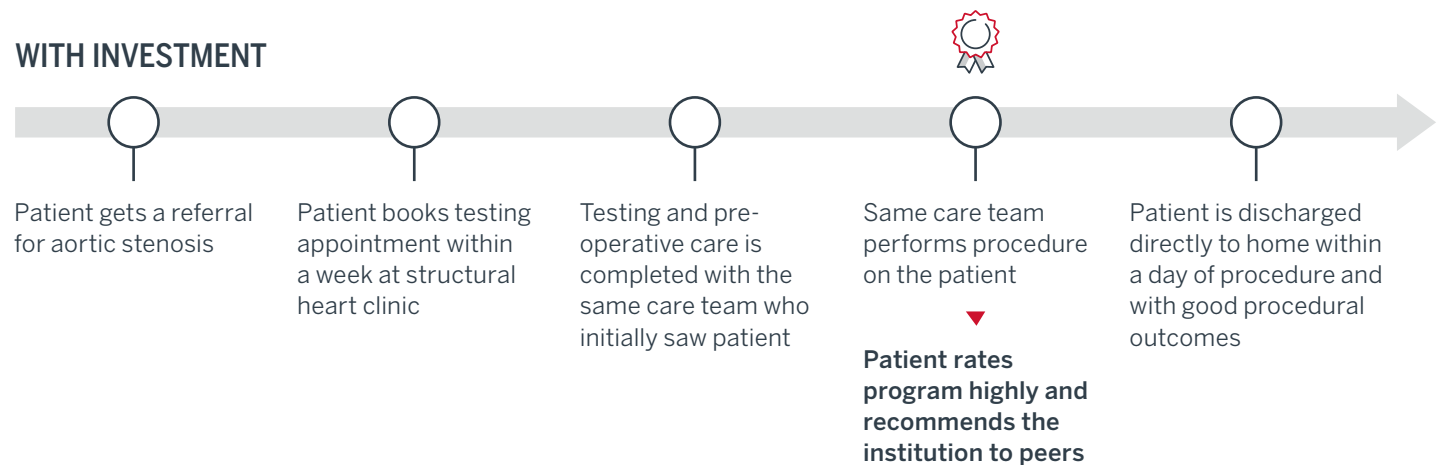 WITH INVESTMENT
Patient gets a referral
for aortic stenosis
Patient books testing
appointment within
a week at structural
heart clinic
Testing and pre-
operative care is
completed with the
same care team who
initially saw patient
Same care team
performs procedure
on the patient
Patient rates
program highly and
recommends the
institution to peers
Patient is discharged
directly to home within
a day of procedure and
with good procedural
outcomes